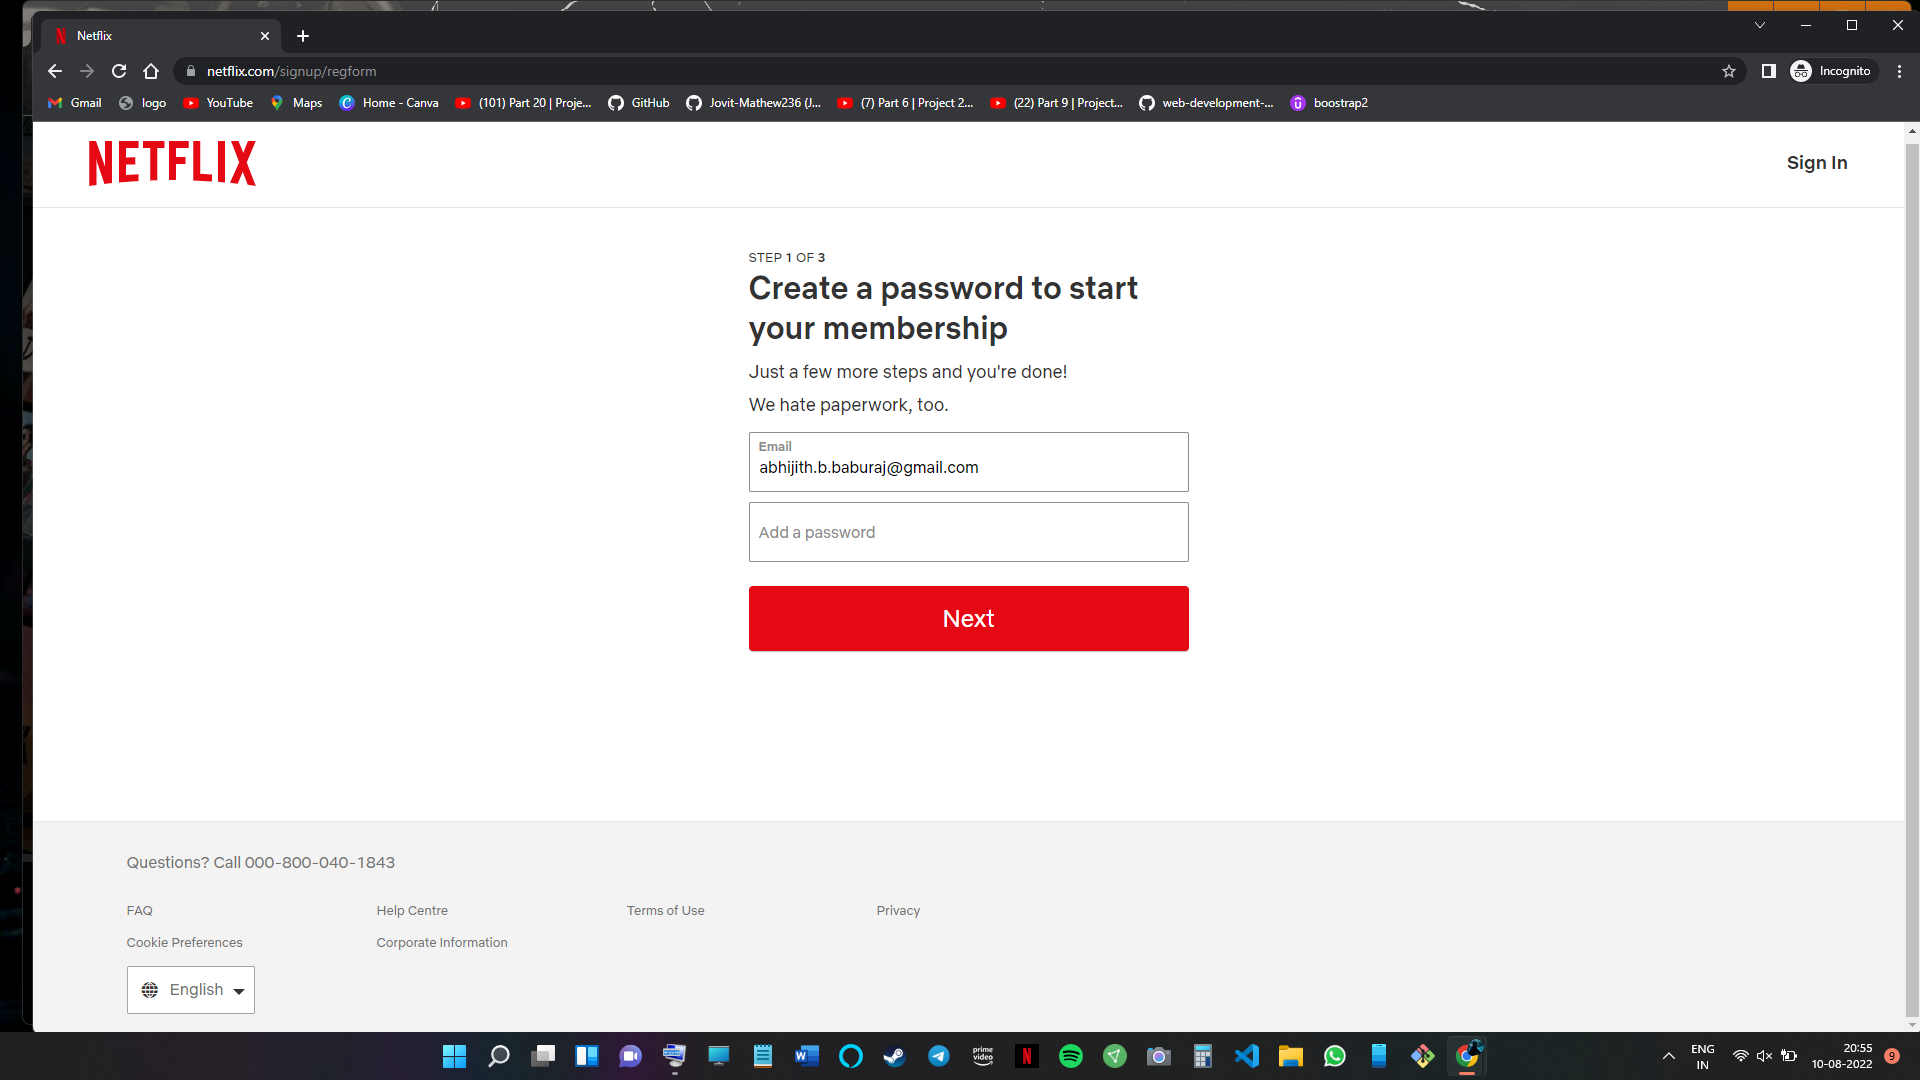 Netflix
netflix.com/signup/regform
Incognito
Gmail
logo
YouTube
Maps
Home - Canva
(101) Part 20 | Proje...
GitHub
Jovit-Mathew236 (J...
(7) Part 6 | Project 2...
(22) Part 9 | Project...
web-development-...
boostrap2
NETFLIX
Sign In
STEP 1 OF 3
Create a password to start
your membership
Just a few more steps and you're done!
We hate paperwork, too.
Email
abhijith.b.baburaj@gmail.com
Add a password
Next
Questions? Call 000-800-040-1843
FAQ
Help Centre
Terms of Use
Privacy
Cookie Preferences
Corporate Information
English
prime
video
ENG
IN
20:55
10-08-2022
9